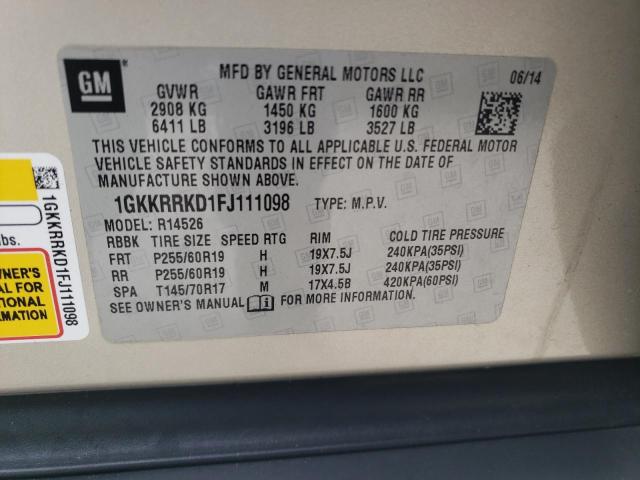 GM
MFD BY GENERAL MOTORS LLC 06/14
GVWR GAWR FRT GAWR RR
2908 KG 1450 KG 1600 KG
6411 LB 3196 LB 3527 LB
THIS VEHICLE CONFORMS TO ALL APPLICABLE U.S. FEDERAL MOTOR
VEHICLE SAFETY STANDARDS IN EFFECT ON THE DATE OF
MANUFACTURE SHOWN ABOVE.
1GKKRRKD1FJ111098 TYPE: M.P.V.
MODEL: R14526
RBBK TIRE SIZE SPEED RTG RIM COLD TIRE PRESSURE
FRT P255/60R19 H 19X7.5J 240KPA(35PSI)
RR P255/60R19 H 19X7.5J 240KPA(35PSI)
SPA T145/70R17 M 17X4.5B 420KPA(60PSI)
SEE OWNER'S MANUAL FOR MORE INFORMATION.
1GKKRRKD1FJ111098
lbs.
OWNER'S
FOR